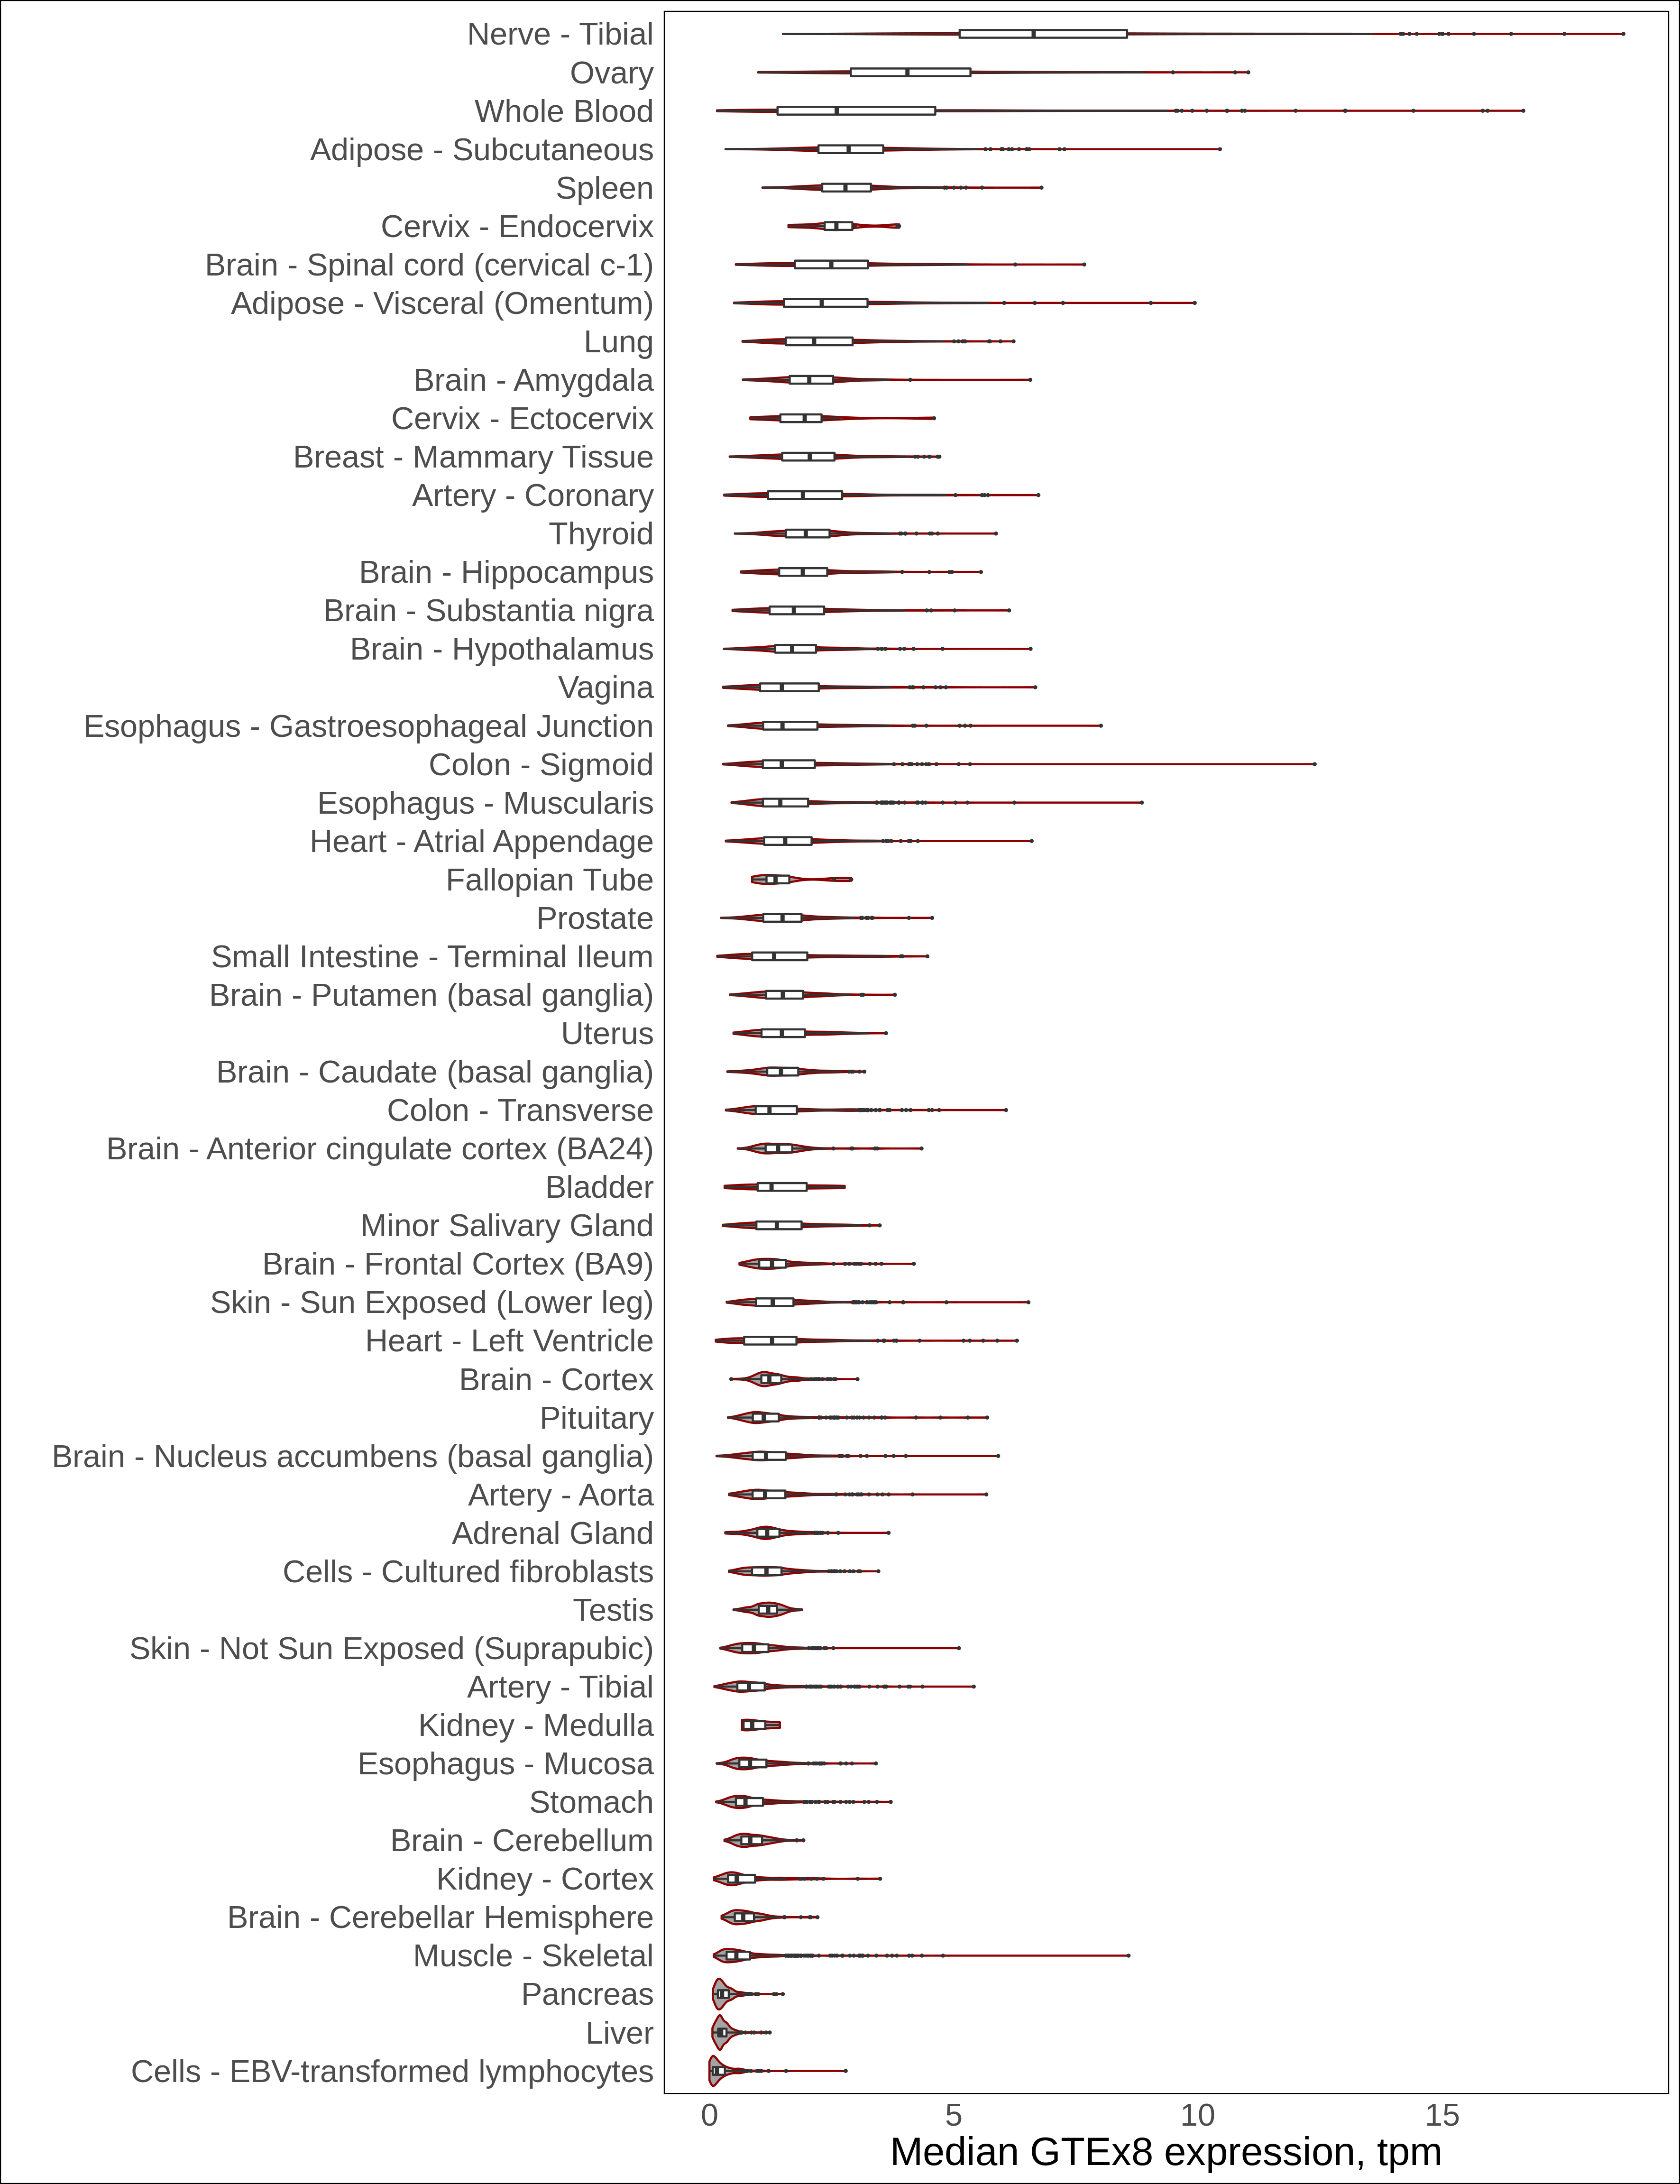 Nerve - Tibial
Ovary
Whole Blood
Adipose - Subcutaneous
Spleen
Cervix - Endocervix
Brain - Spinal cord (cervical c-1)
Adipose - Visceral (Omentum)
Lung
Brain - Amygdala
Cervix - Ectocervix
Breast - Mammary Tissue
Artery - Coronary
Thyroid
Brain - Hippocampus
Brain - Substantia nigra
Brain - Hypothalamus
Vagina
Esophagus - Gastroesophageal Junction
Colon - Sigmoid
Esophagus - Muscularis
Heart - Atrial Appendage
Fallopian Tube
Prostate
Small Intestine - Terminal Ileum
Brain - Putamen (basal ganglia)
Uterus
Brain - Caudate (basal ganglia)
Colon - Transverse
Brain - Anterior cingulate cortex (BA24)
Bladder
Minor Salivary Gland
Brain - Frontal Cortex (BA9)
Skin - Sun Exposed (Lower leg)
Heart - Left Ventricle
Brain - Cortex
Pituitary
Brain - Nucleus accumbens (basal ganglia)
Artery - Aorta
Adrenal Gland
Cells - Cultured fibroblasts
Testis
Skin - Not Sun Exposed (Suprapubic)
Artery - Tibial
Kidney - Medulla
Esophagus - Mucosa
Stomach
Brain - Cerebellum
Kidney - Cortex
Brain - Cerebellar Hemisphere
Muscle - Skeletal
Pancreas
Liver
Cells - EBV-transformed lymphocytes
0 5 10 15
Median GTEx8 expression, tpm